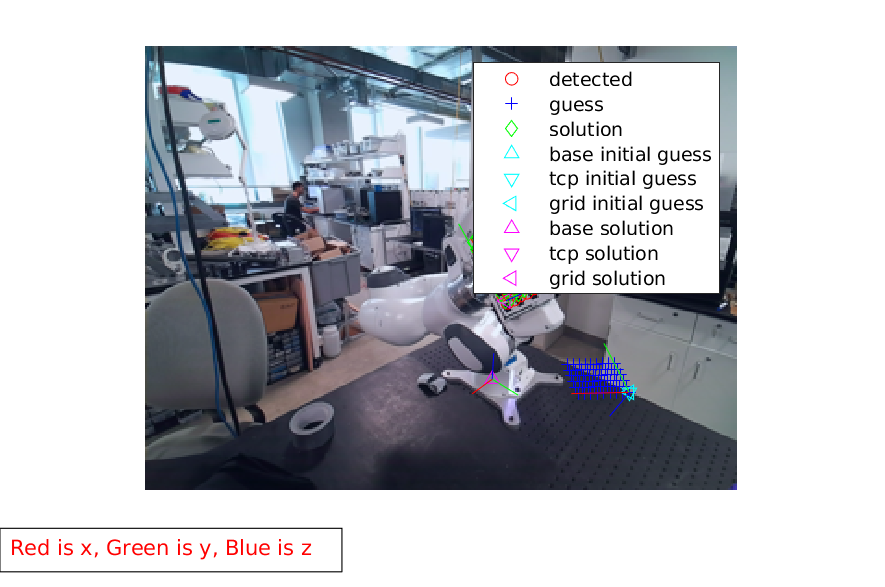 detected
guess
solution
base initial guess
tcp initial guess
grid initial guess
base solution
tcp solution
grid solution
Red is x, Green is y, Blue is z